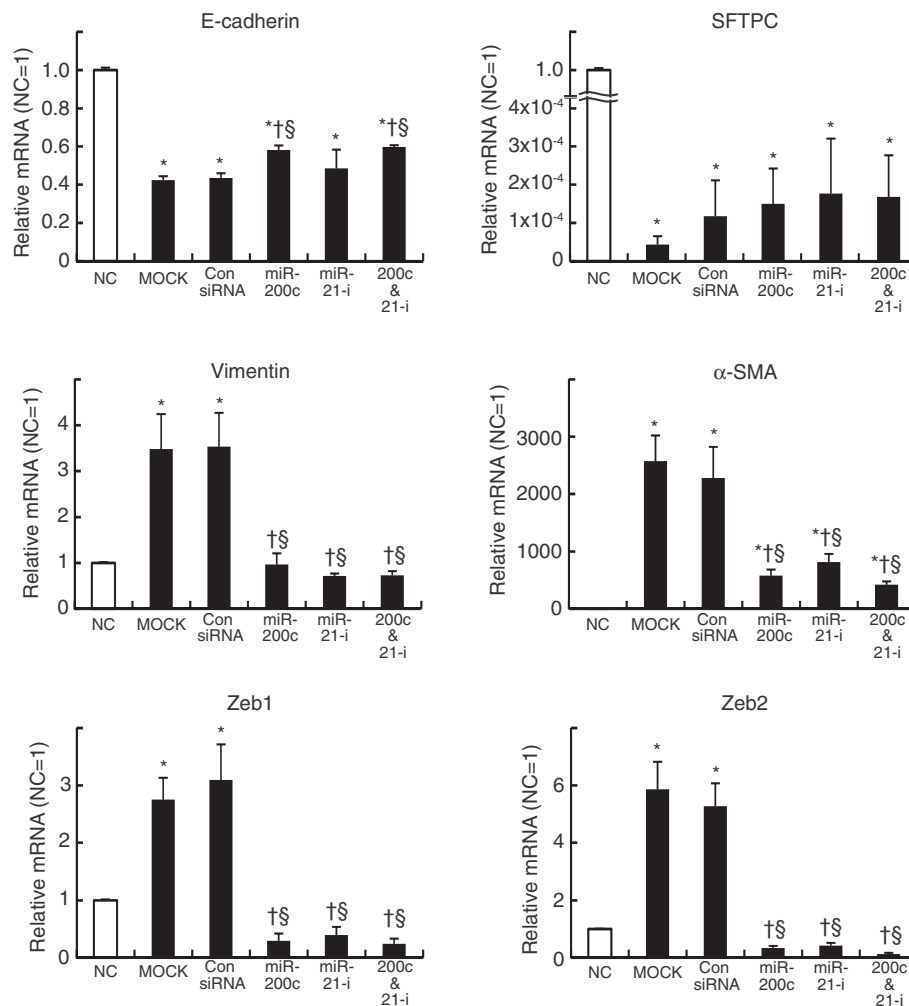 E-cadherin
Relative mRNA (NC=1)
1.0
0.8
0.6
0.4
0.2
0
*
*
*†§
*
*†§
NC
MOCK
Con
siRNA
miR-
200c
miR-
21-i
200c
&
21-i
SFTPC
Relative mRNA (NC=1)
1.0
4x10-4
3x10-4
2x10-4
1x10-4
0
*
*
*
*
*
NC
MOCK
Con
siRNA
miR-
200c
miR-
21-i
200c
&
21-i
Vimentin
Relative mRNA (NC=1)
4
3
2
1
0
*
*
†§
†§
†§
NC
MOCK
Con
siRNA
miR-
200c
miR-
21-i
200c
&
21-i
α-SMA
Relative mRNA (NC=1)
3000
2000
1000
0
*
*
*†§
*†§
*†§
NC
MOCK
Con
siRNA
miR-
200c
miR-
21-i
200c
&
21-i
Zeb1
Relative mRNA (NC=1)
3
2
1
0
*
*
†§
†§
†§
NC
MOCK
Con
siRNA
miR-
200c
miR-
21-i
200c
&
21-i
Zeb2
Relative mRNA (NC=1)
6
4
2
0
*
*
†§
†§
†§
NC
MOCK
Con
siRNA
miR-
200c
miR-
21-i
200c
&
21-i